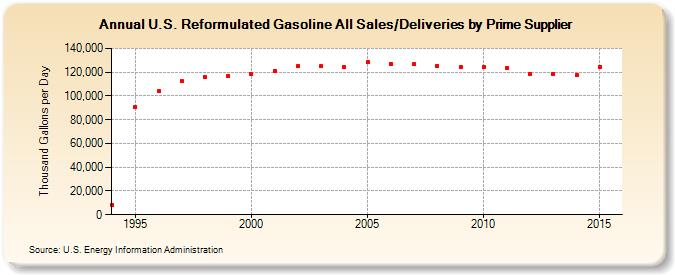 Annual U.S. Reformulated Gasoline All Sales/Deliveries by Prime Supplier
Thousand Gallons per Day
140,000
120,000
100,000
80,000
60,000
40,000
20,000
0
1995 2000 2005 2010 2015
Source: U.S. Energy Information Administration